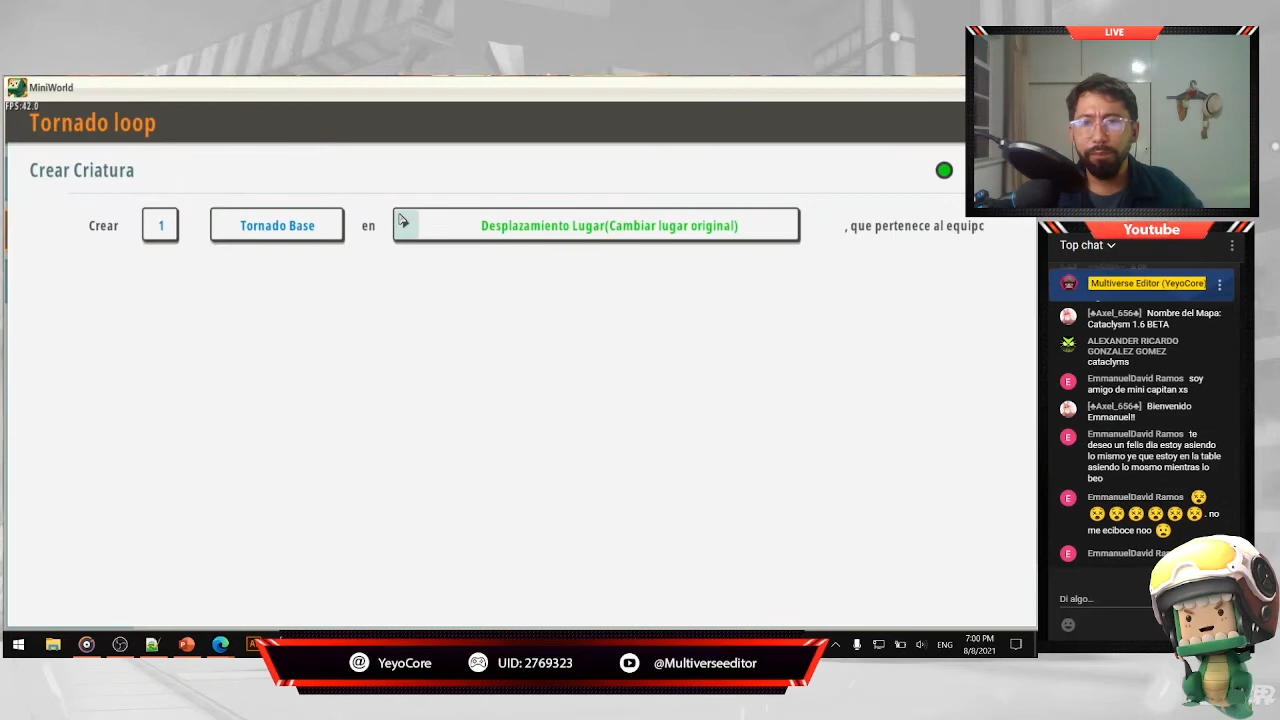 LIVE
MiniWorld
FPS:42.0
Tornado loop
Crear Criatura
Crear 1 Tornado Base en Desplazamiento Lugar(Cambiar lugar original) , que pertenece al equipc
Youtube
Top chat
Multiverse Editor (YeyoCore)
[♣Axel_656♣] Nombre del Mapa:
Cataclysm 1.6 BETA
ALEXANDER RICARDO
GONZALEZ GOMEZ
cataclyms
EmmanuelDavid Ramos soy
amigo de mini capitan xs
[♣Axel_656♣] Bienvenido
Emmanuel!!
EmmanuelDavid Ramos te
deseo un felis dia estoy asiendo
lo mismo ye que estoy en la table
asiendo lo mosmo mientras lo
beo
EmmanuelDavid Ramos 😵
😵😵😵😵😵😵. no
me eciboce noo 😧
EmmanuelDavid
Di algo...
ENG
7:00 PM
8/8/2021
YeyoCore
UID: 2769323
@Multiverseeditor